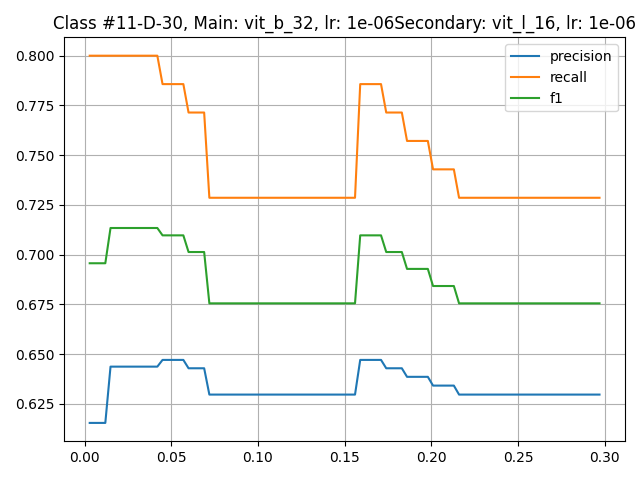 Class #11-D-30, Main: vit_b_32, lr: 1e-06Secondary: vit_l_16, lr: 1e-06
precision
recall
f1
0.800
0.775
0.750
0.725
0.700
0.675
0.650
0.625
0.00 0.05 0.10 0.15 0.20 0.25 0.30